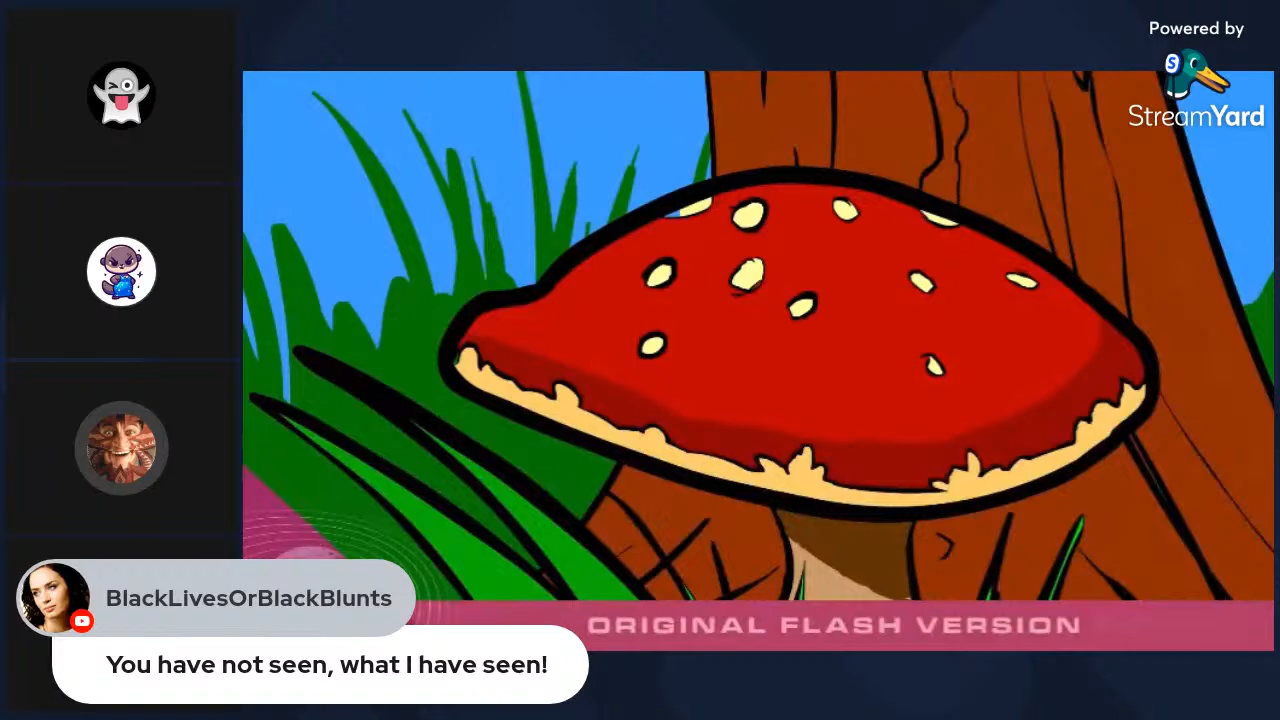 Powered by
StreamYard
ORIGINAL FLASH VERSION
BlackLivesOrBlackBlunts
You have not seen, what I have seen!